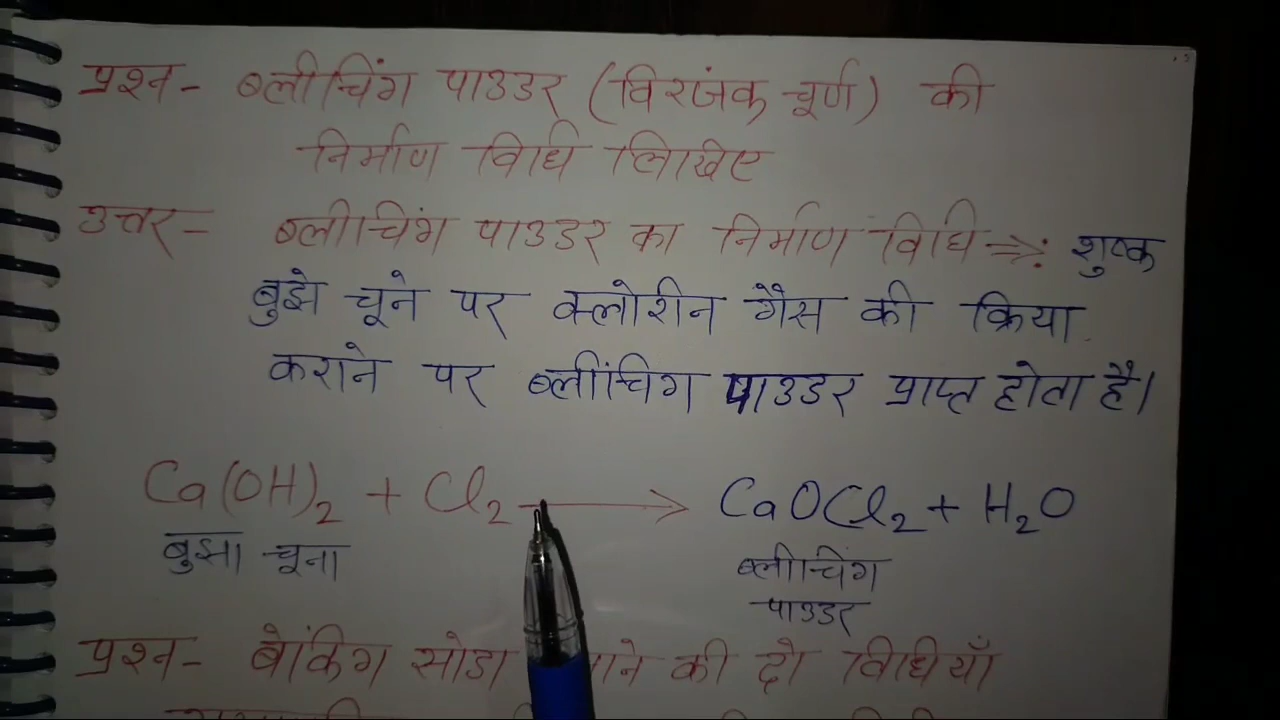 प्रश्न- ब्लीचिंग पाउडर (विरंजक चूर्ण) की
निर्माण विधि लिखिए
उत्तर- ब्लीचिंग पाउडर का निर्माण विधि ⇒: शुष्क
बुझे चूने पर क्लोरीन गैस की क्रिया
कराने पर ब्लींचिग पाउडर प्राप्त होता है।
Ca(OH)₂ + Cl₂ → CaOCl₂ + H₂O
बुझा चूना ब्लीचिंग
पाउडर
प्रश्न- बेकिंग सोडा की दो विधियाँ